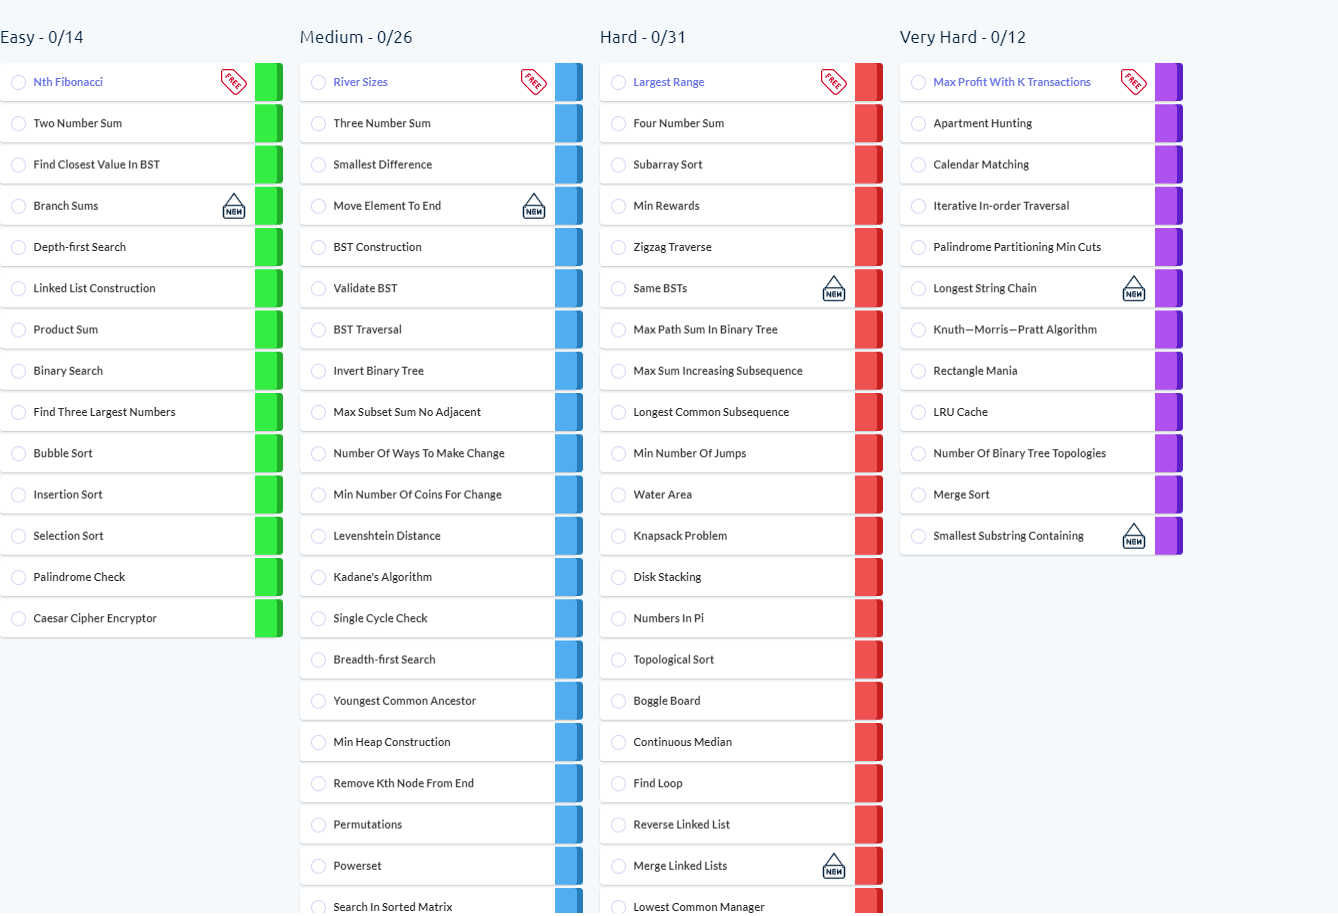 Easy - 0/14
Nth Fibonacci
FREE
Two Number Sum
Find Closest Value In BST
Branch Sums
NEW
Depth-first Search
Linked List Construction
Product Sum
Binary Search
Find Three Largest Numbers
Bubble Sort
Insertion Sort
Selection Sort
Palindrome Check
Caesar Cipher Encryptor
Medium - 0/26
River Sizes
FREE
Three Number Sum
Smallest Difference
Move Element To End
NEW
BST Construction
Validate BST
BST Traversal
Invert Binary Tree
Max Subset Sum No Adjacent
Number Of Ways To Make Change
Min Number Of Coins For Change
Levenshtein Distance
Kadane's Algorithm
Single Cycle Check
Breadth-first Search
Youngest Common Ancestor
Min Heap Construction
Remove Kth Node From End
Permutations
Powerset
Search In Sorted Matrix
Hard - 0/31
Largest Range
FREE
Four Number Sum
Subarray Sort
Min Rewards
Zigzag Traverse
Same BSTs
NEW
Max Path Sum In Binary Tree
Max Sum Increasing Subsequence
Longest Common Subsequence
Min Number Of Jumps
Water Area
Knapsack Problem
Disk Stacking
Numbers In Pi
Topological Sort
Boggle Board
Continuous Median
Find Loop
Reverse Linked List
Merge Linked Lists
NEW
Lowest Common Manager
Very Hard - 0/12
Max Profit With K Transactions
FREE
Apartment Hunting
Calendar Matching
Iterative In-order Traversal
Palindrome Partitioning Min Cuts
Longest String Chain
NEW
Knuth—Morris—Pratt Algorithm
Rectangle Mania
LRU Cache
Number Of Binary Tree Topologies
Merge Sort
Smallest Substring Containing
NEW